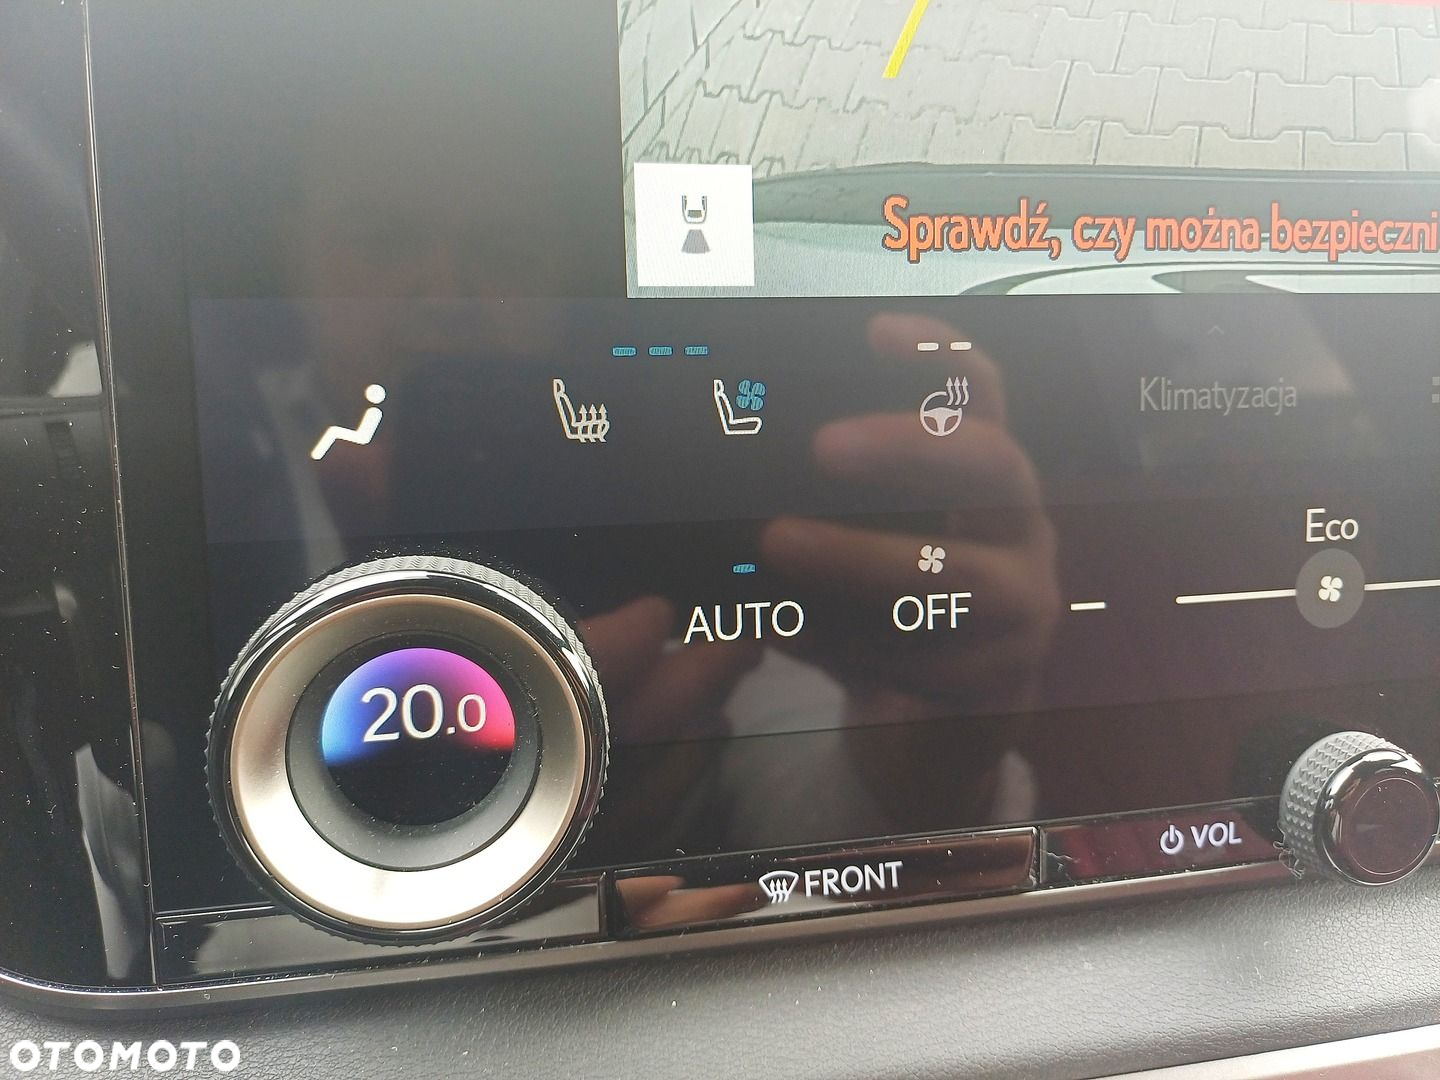 Sprawdź, czy można bezpieczni
Klimatyzacja
Eco
AUTO
OFF
20.0
FRONT
VOL
OTOMOTO